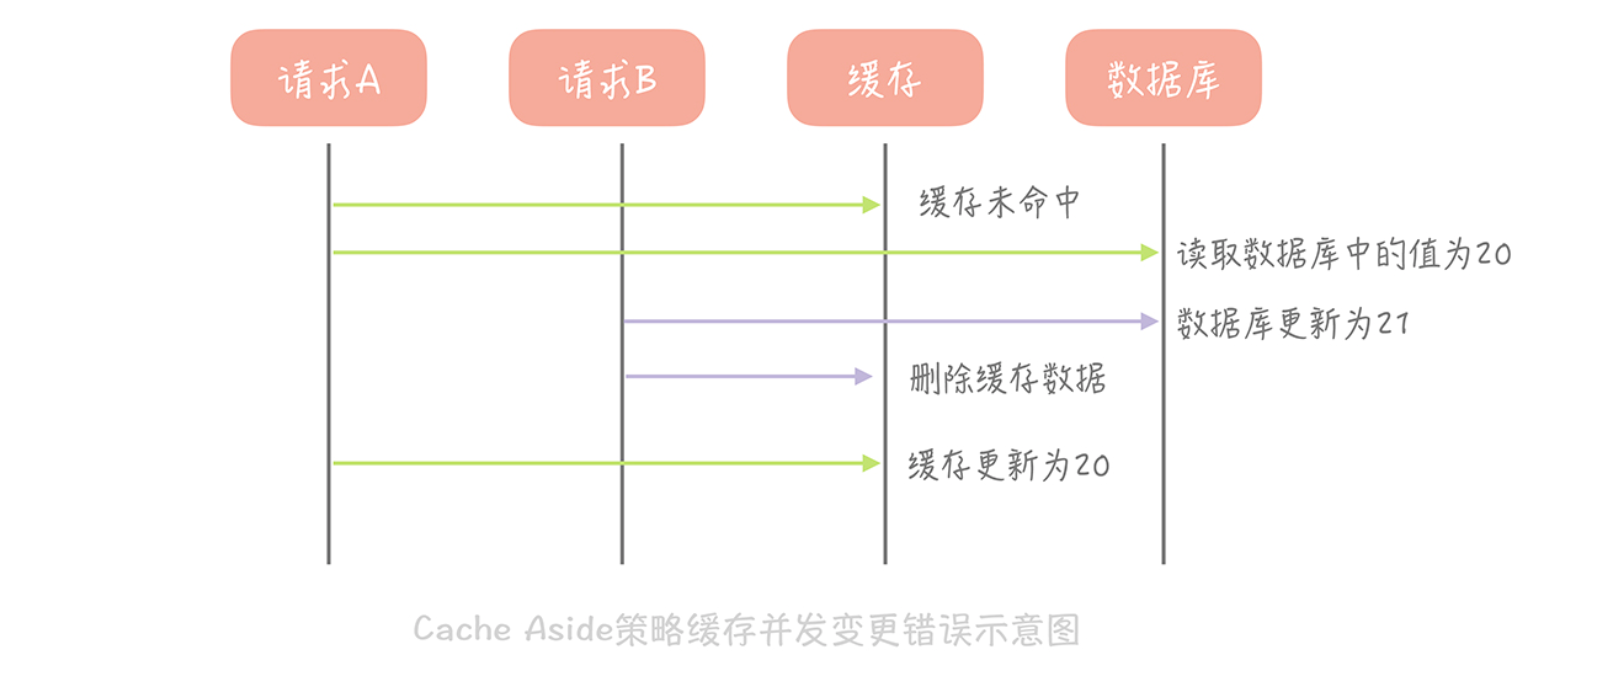 请求A
请求B
缓存
数据库
缓存未命中
读取数据库中的值为20
数据库更新为21
删除缓存数据
缓存更新为20
Cache Aside策略缓存并发变更错误示意图